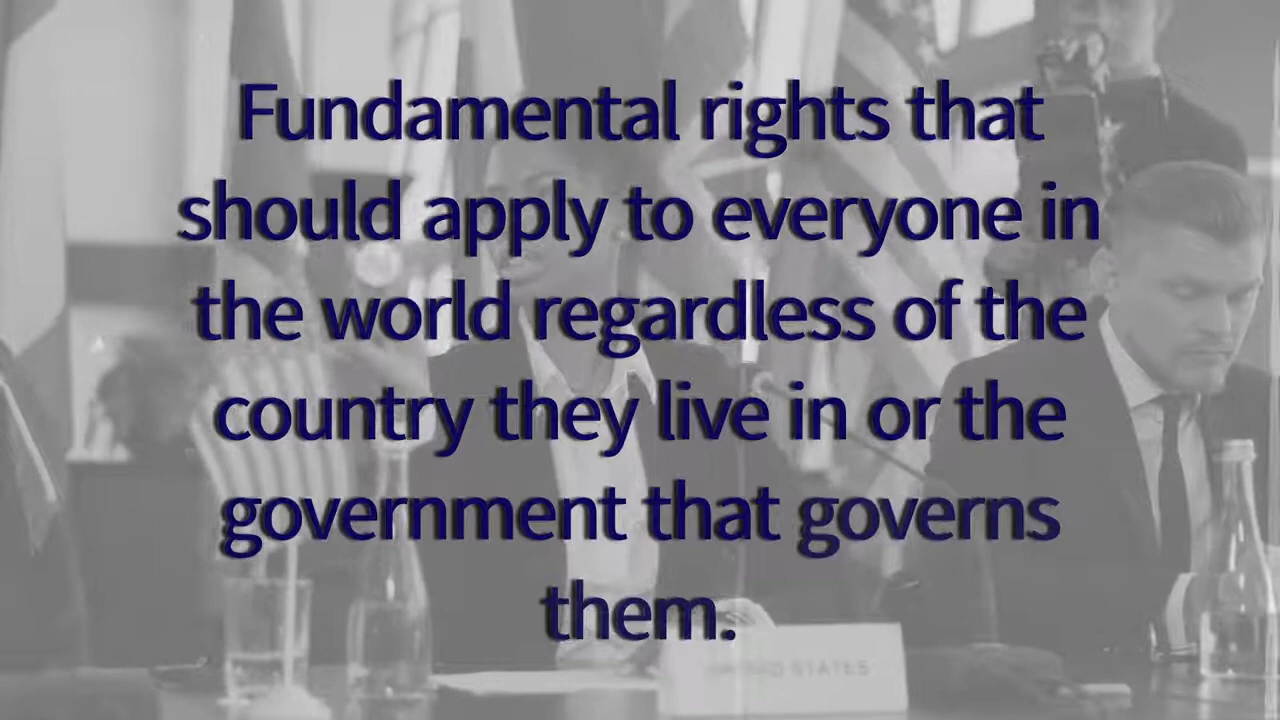 Fundamental rights that
should apply to everyone in
the world regardless of the
country they live in or the
government that governs
them.
STATES